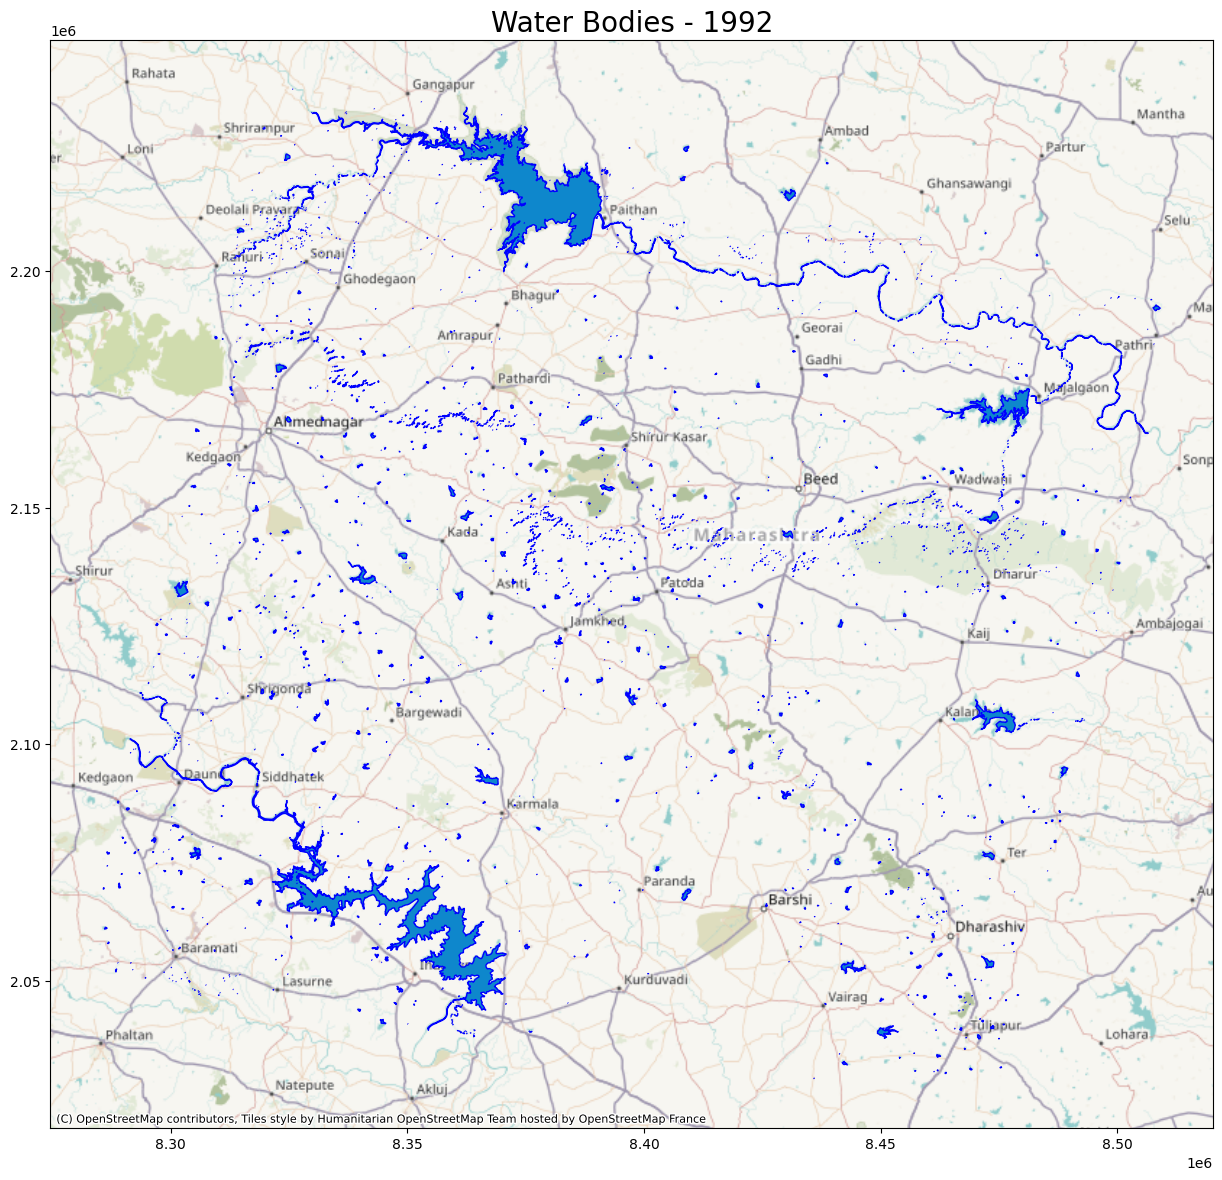 Water Bodies - 1992
1e6
Rahata
Gangapur
Mantha
Shrirampur
Ambad
Loni
Partur
er
Ghansawangi
Deolali Pravara
Paithan
Selu
Rahuri
Sonai
2.20
Ghodegaon
Bhagur
Ma
Amrapur
Georai
Pathri
Gadhi
Pathardi
Majalgaon
Ahmednagar
Shirur Kasar
Kedgaon
Sonp
Beed
Wadwani
2.15
Kada
Maharashtra
Shirur
Ashti
Patoda
Dharur
Jamkhed
Ambajogai
Kaij
Shrigonda
Bargewadi
Kalam
2.10
Kedgaon
Daund
Siddhatek
Karmala
Ter
Paranda
Au
Barshi
Dharashiv
Baramati
2.05
Lasurne
Kurduvadi
Vairag
Tuljapur
Phaltan
Lohara
Natepute
Akluj
(C) OpenStreetMap contributors, Tiles style by Humanitarian OpenStreetMap Team hosted by OpenStreetMap France
8.30
8.35
8.40
8.45
8.50
1e6